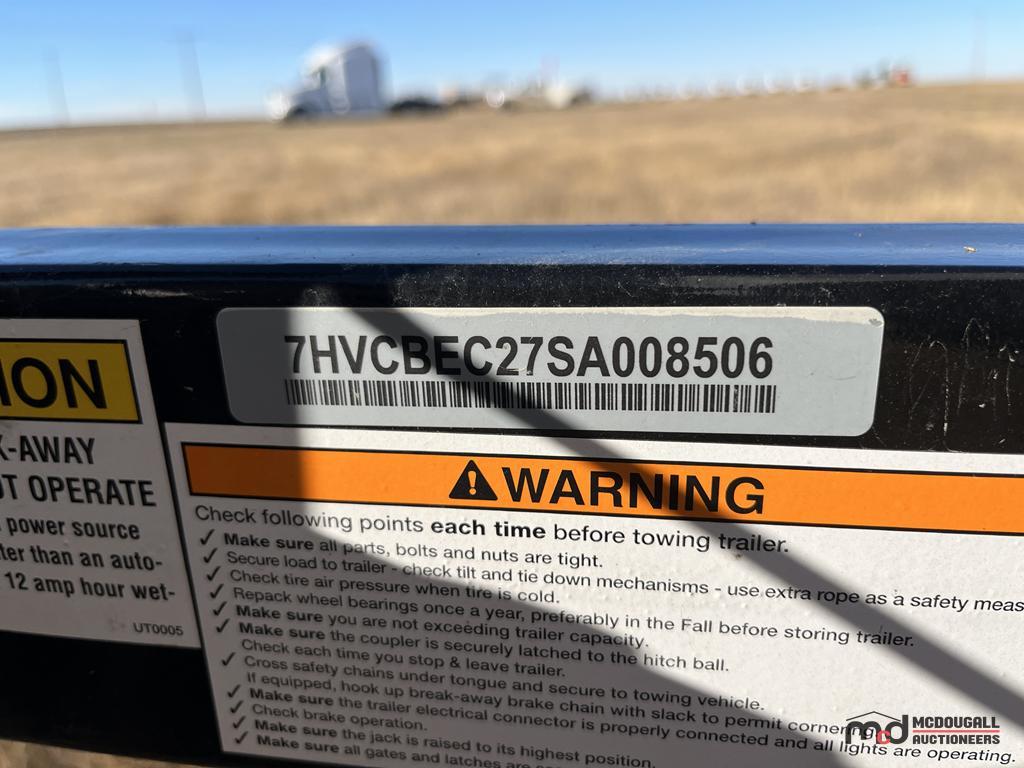 7HVCBEC27SA008506
ION
K-AWAY
OT OPERATE
power source
ter than an auto-
12 amp hour wet-
UT0005
WARNING
Check following points each time before towing trailer.
✓ Make sure all parts, bolts and nuts are tight.
✓ Secure load to trailer - check tilt and tie down mechanisms - use extra rope as a safety meas
✓ Check tire air pressure when tire is cold.
✓ Repack wheel bearings once a year, preferably in the Fall before storing trailer.
✓ Make sure you are not exceeding trailer capacity.
✓ Make sure the coupler is securely latched to the hitch ball.
Check each time you stop & leave trailer.
✓ Cross safety chains under tongue and secure to towing vehicle.
If equipped, hook up break-away brake chain with slack to permit corner
✓ Make sure the trailer electrical connector is properly connected and all lights are operating.
✓ Check brake operation.
✓ Make sure the jack is raised to its highest position.
✓ Make sure all gates and latches are
mcd MCDOUGALL
AUCTIONEERS